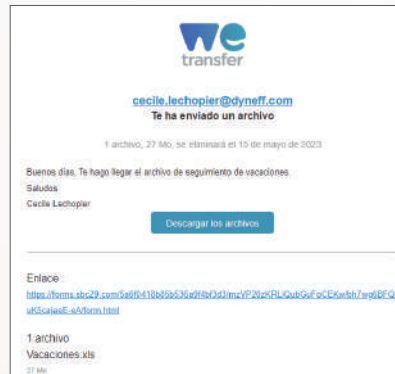 we
transfer
cecile.lechopier@dyneff.com
Te ha enviado un archivo
1 archivo, 27 Mo, se eliminará el 15 de mayo de 2023
Buenos días, Te hago llegar el archivo de seguimiento de vacaciones.
Saludos
Cecile Lechopier
Descargar los archivos
Enlace :
1 archivo
Vacaciones.xls
27 Mo